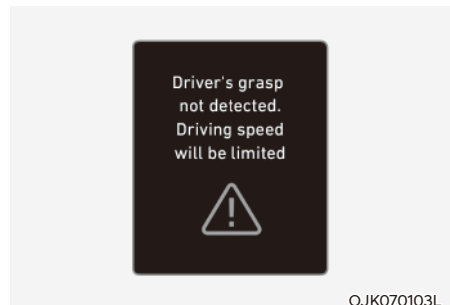 Driver's grasp
not detected.
Driving speed
will be limited
OJK070103L